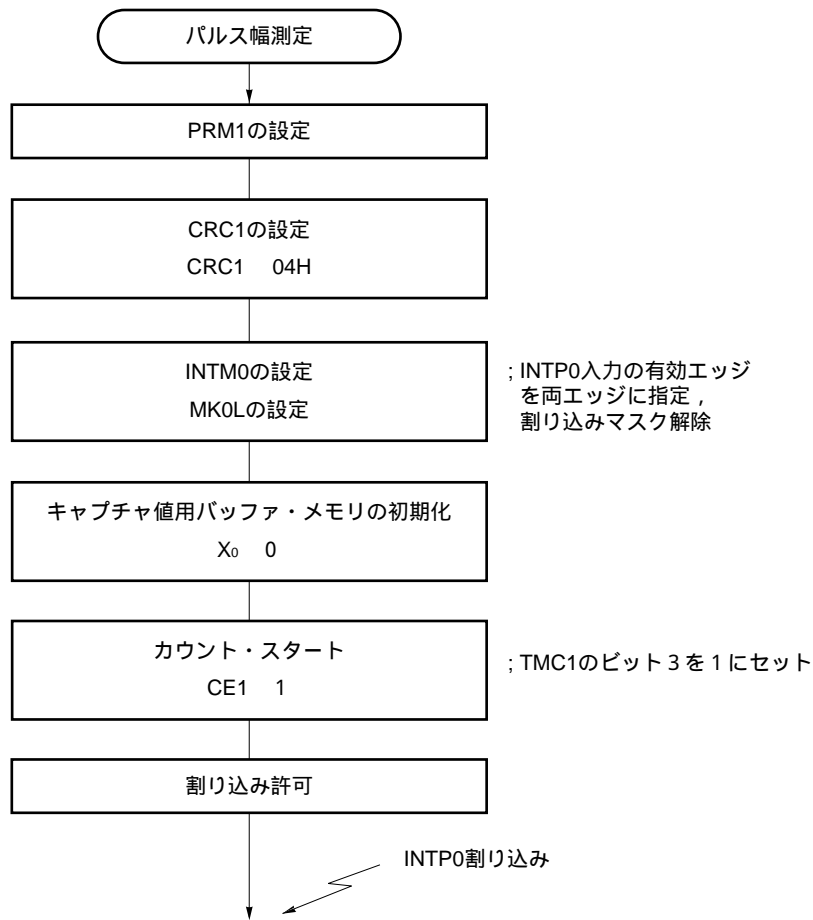 パルス幅測定
PRM1の設定
CRC1の設定
CRC1 04H
INTM0の設定
MK0Lの設定
; INTP0入力の有効エッジ
を両エッジに指定，
割り込みマスク解除
キャプチャ値用バッファ・メモリの初期化
X₀ 0
カウント・スタート
CE1 1
; TMC1のビット３を１にセット
割り込み許可
INTP0割り込み